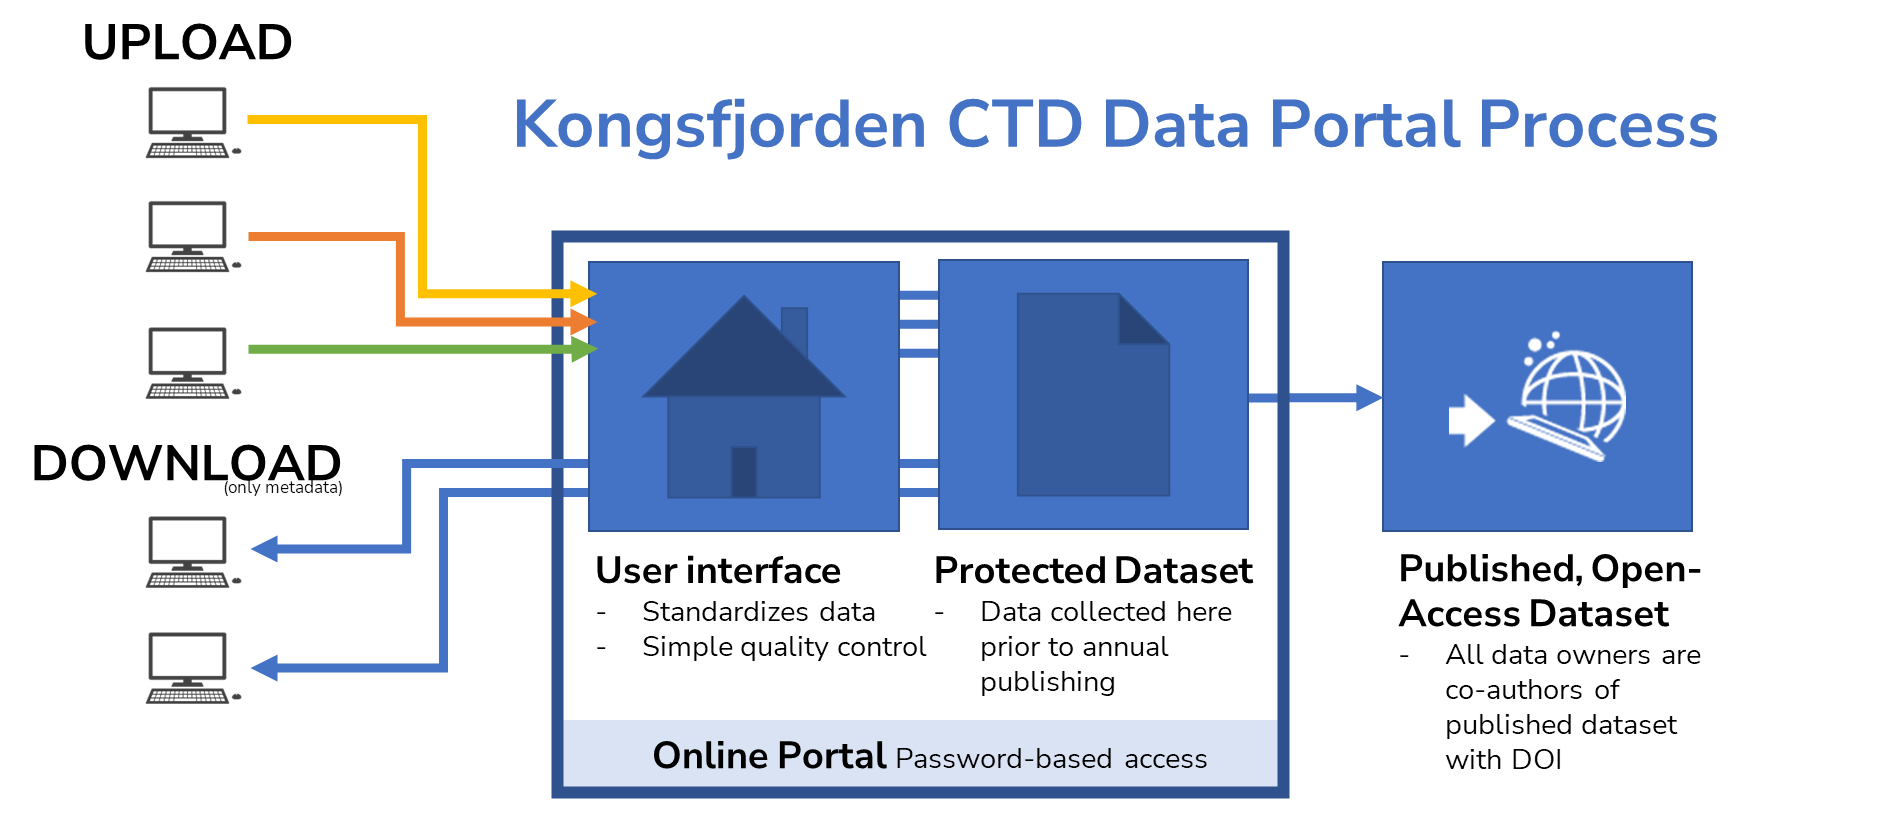 UPLOAD
Kongsfjorden CTD Data Portal Process
DOWNLOAD
(only metadata)
User interface
- Standardizes data
- Simple quality control
Protected Dataset
- Data collected here
prior to annual
publishing
Online Portal Password-based access
Published, Open-
Access Dataset
- All data owners are
co-authors of
published dataset
with DOI